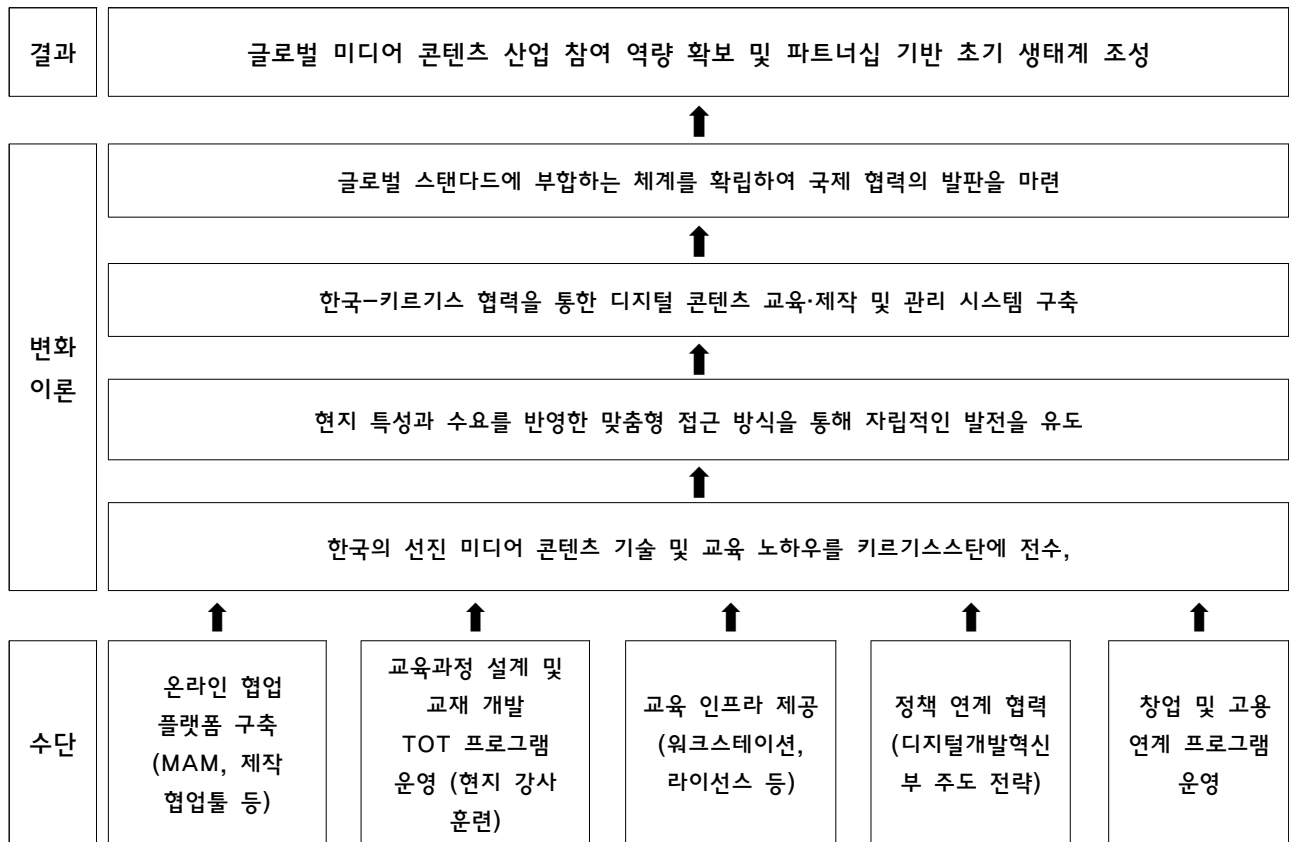 결과
글로벌 미디어 콘텐츠 산업 참여 역량 확보 및 파트너십 기반 초기 생태계 조성
변화
이론
글로벌 스탠다드에 부합하는 체계를 확립하여 국제 협력의 발판을 마련
한국–키르기스 협력을 통한 디지털 콘텐츠 교육·제작 및 관리 시스템 구축
현지 특성과 수요를 반영한 맞춤형 접근 방식을 통해 자립적인 발전을 유도
한국의 선진 미디어 콘텐츠 기술 및 교육 노하우를 키르기스스탄에 전수,
수단
온라인 협업
플랫폼 구축
(MAM, 제작
협업툴 등)
교육과정 설계 및
교재 개발
TOT 프로그램
운영 (현지 강사
훈련)
교육 인프라 제공
(워크스테이션,
라이선스 등)
정책 연계 협력
(디지털개발혁신
부 주도 전략)
창업 및 고용
연계 프로그램
운영